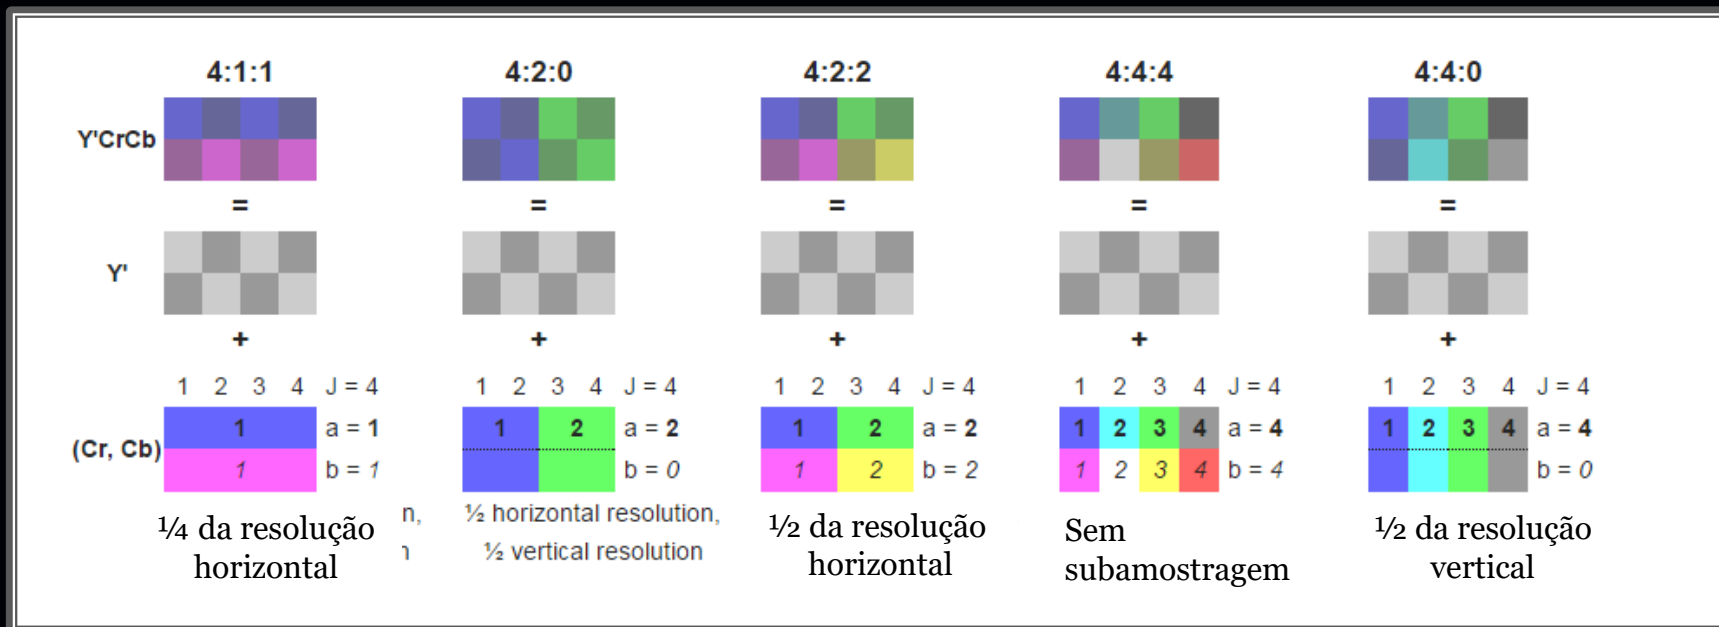 4:1:1 4:2:0 4:2:2 4:4:4 4:4:0
Y'CrCb
= = = = =
Y'
+ + + + +
1 2 3 4 J = 4 1 2 3 4 J = 4 1 2 3 4 J = 4 1 2 3 4 J = 4 1 2 3 4 J = 4
1 a = 1 1 2 a = 2 1 2 a = 2 1 2 3 4 a = 4 1 2 3 4 a = 4
(Cr, Cb)
1 b = 1 b = 0 1 2 b = 2 1 2 3 4 b = 4 b = 0
¼ da resolução
horizontal
n,
n
½ horizontal resolution,
½ vertical resolution
½ da resolução
horizontal
Sem
subamostragem
½ da resolução
vertical